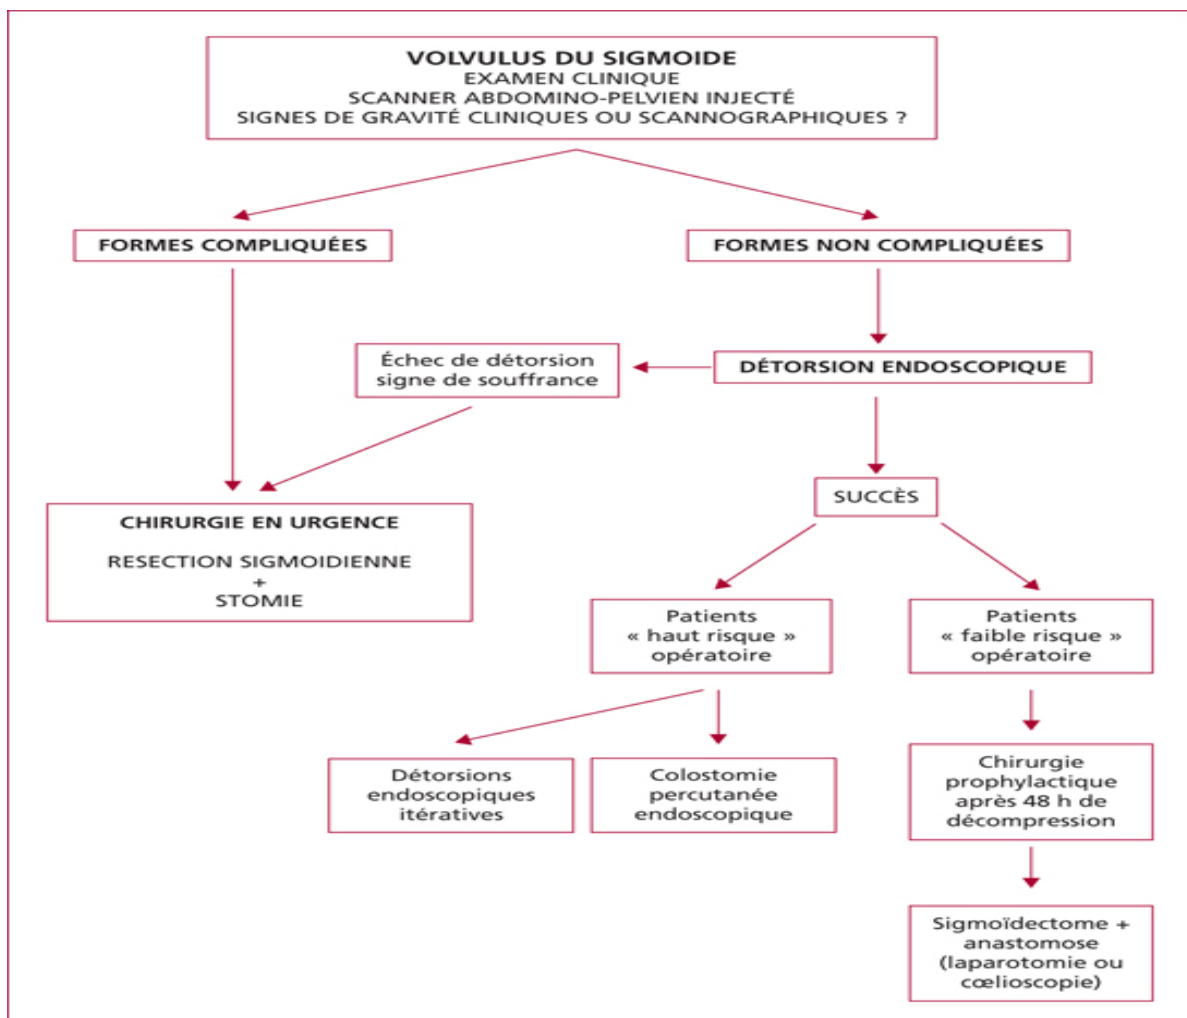 VOLVULUS DU SIGMOIDE
EXAMEN CLINIQUE
SCANNER ABDOMINO-PELVIEN INJECTÉ
SIGNES DE GRAVITÉ CLINIQUES OU SCANNOGRAPHIQUES ?
FORMES COMPLIQUÉES
FORMES NON COMPLIQUÉES
Échec de détorsion
signe de souffrance
DÉTORSION ENDOSCOPIQUE
SUCCÈS
CHIRURGIE EN URGENCE
RESECTION SIGMOIDIENNE
+
STOMIE
Patients
« haut risque »
opératoire
Patients
« faible risque »
opératoire
Détorsions
endoscopiques
itératives
Colostomie
percutanée
endoscopique
Chirurgie
prophylactique
après 48 h de
décompression
Sigmoïdectome +
anastomose
(laparotomie ou
cœlioscopie)